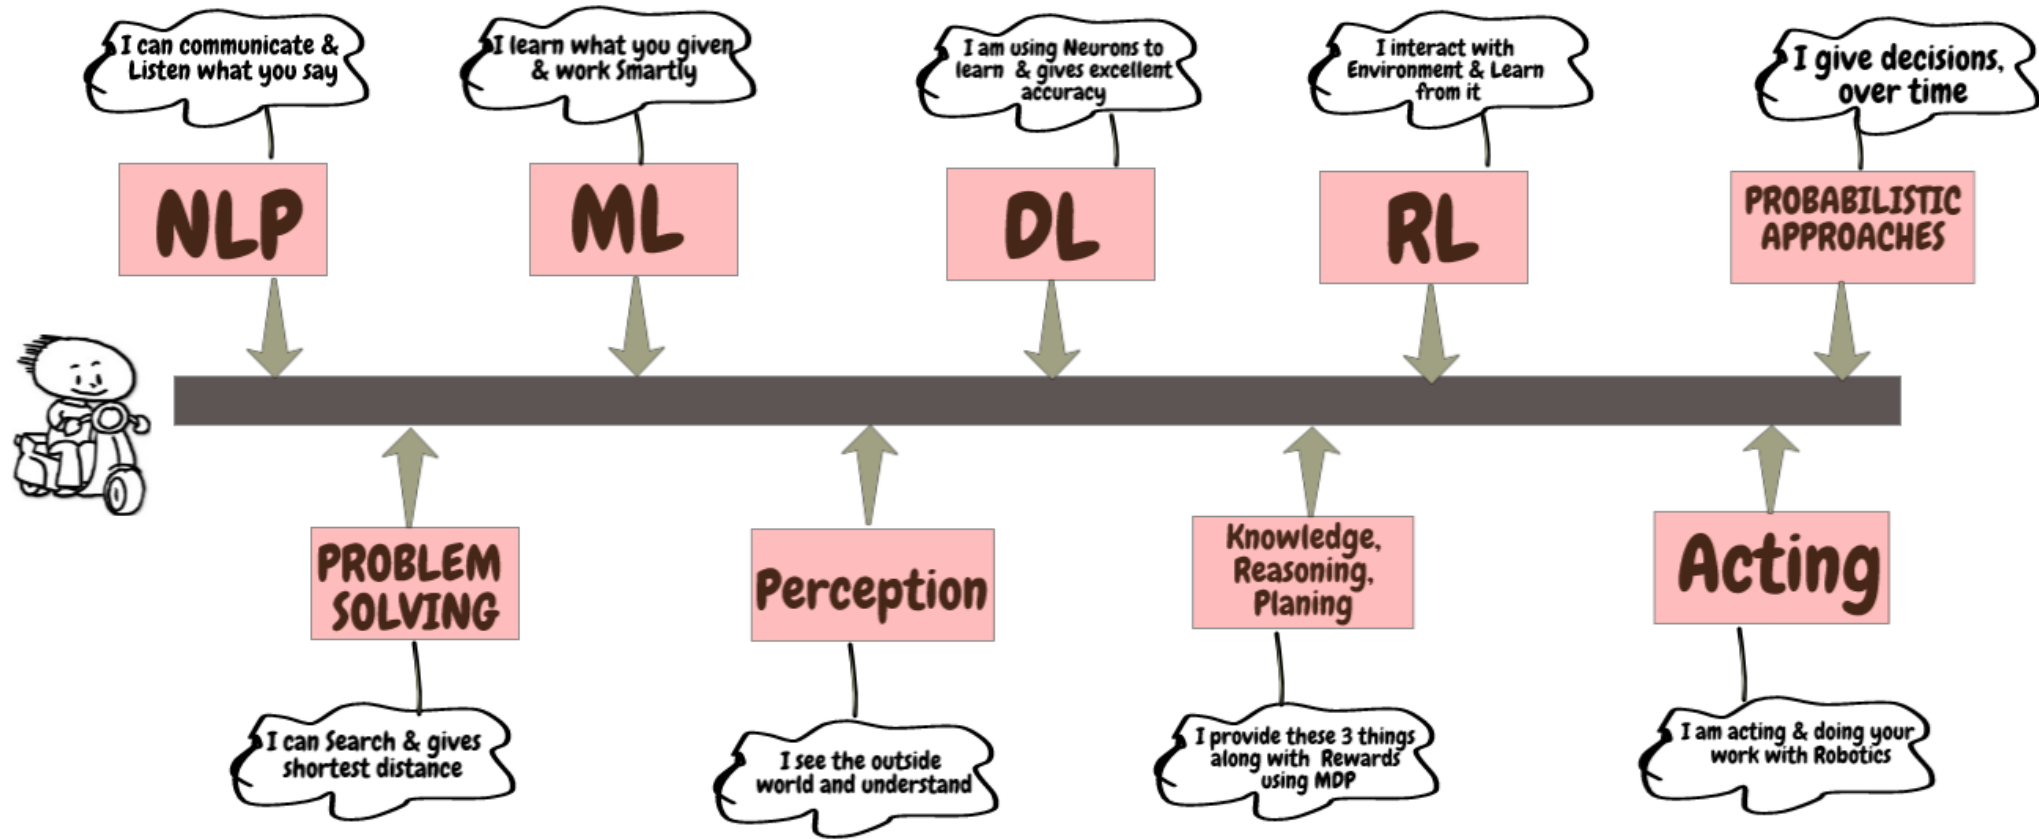 I can communicate &
Listen what you say
I learn what you given
& work Smartly
I am using Neurons to
learn & gives excellent
accuracy
I interact with
Environment & Learn
from it
I give decisions,
over time
NLP
ML
DL
RL
PROBABILISTIC
APPROACHES
PROBLEM
SOLVING
Perception
Knowledge,
Reasoning,
Planing
Acting
I can Search & gives
shortest distance
I see the outside
world and understand
I provide these 3 things
along with Rewards
using MDP
I am acting & doing your
work with Robotics